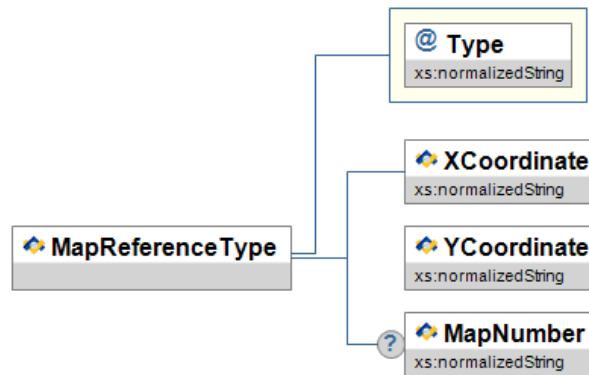 @ Type
xs:normalizedString
XCoordinate
xs:normalizedString
MapReferenceType
YCoordinate
xs:normalizedString
? MapNumber
xs:normalizedString